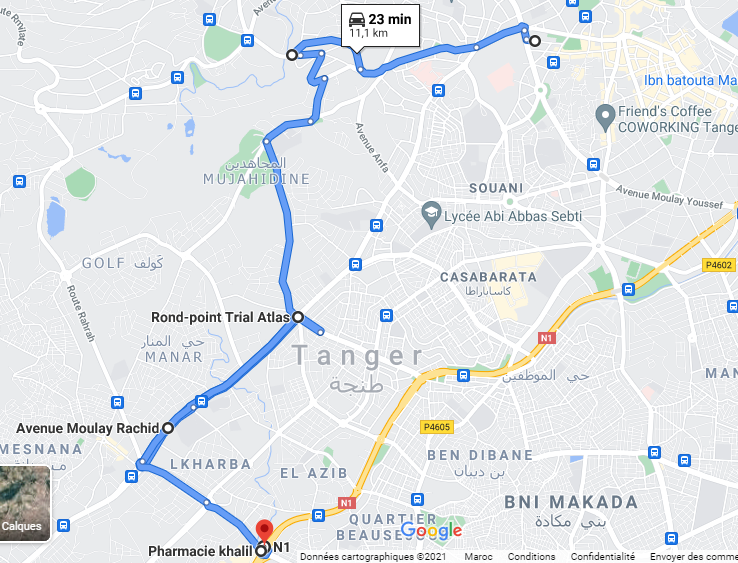 23 min
11,1 km
Ibn batouta Ma
Friend's Coffee
COWORKING Tange
Avenue Anfa
المجاهدين
MUJAHIDINE
SOUANI
Avenue Moulay Youssef
Lycée Abi Abbas Sebti
GOLF كولف
P4602
CASABARATA
كاساباراطا
Route Rahrah
Rond-point Trial Atlas
N1
حي المنار
MANAR
Tanger
طنجة
حي الموظفين
MAN
Avenue Moulay Rachid
P4605
MESNANA
مسنانة
LKHARBA
BEN DIBANE
بن ديبان
EL AZIB
Calques
N1
BNI MAKADA
بني مكادة
QUARTIER
BEAUSE
Google
N1
Pharmacie khalil
Données cartographiques ©2021 Maroc Conditions Confidentialité Envoyer des comme